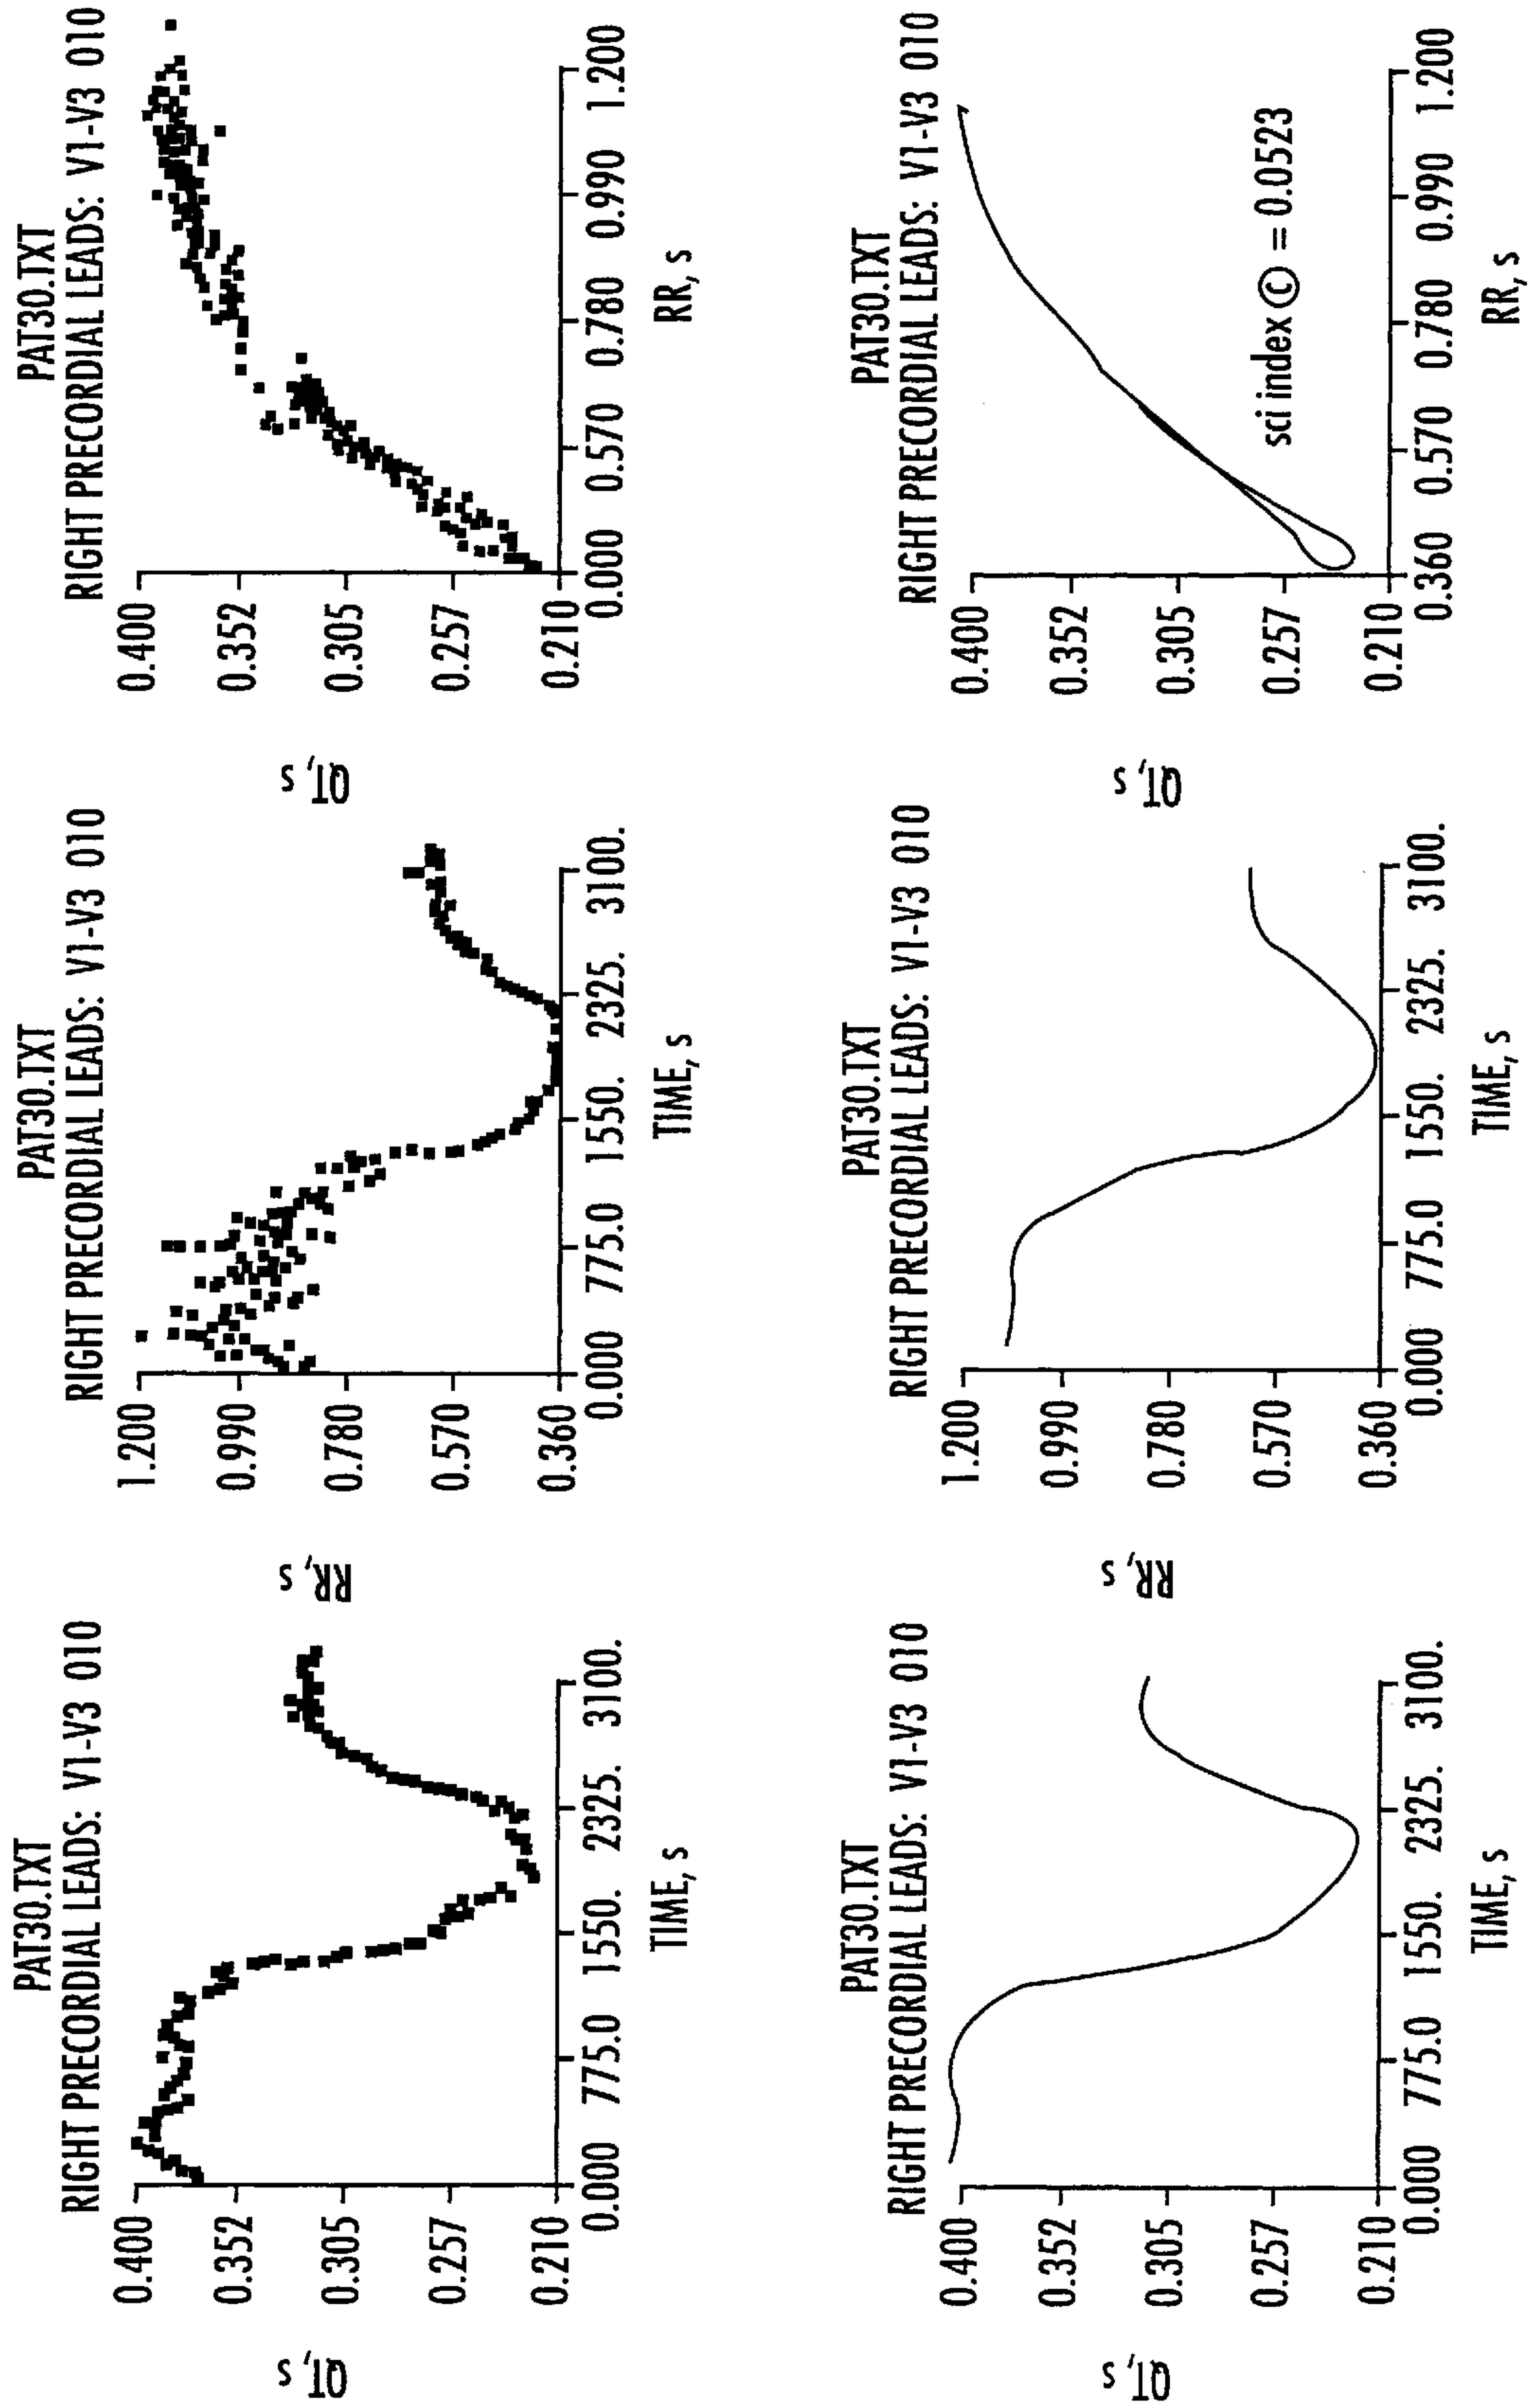 PAT30.TXT
RIGHT PRECORDIAL LEADS: V1-V3 010
QT, s
0.400
0.352
0.305
0.257
0.210
0.000 775.0 1550. 2325. 3100.
TIME, s
PAT30.TXT
RIGHT PRECORDIAL LEADS: V1-V3 010
RR, s
1.200
0.990
0.780
0.570
0.360
0.000 775.0 1550. 2325. 3100.
TIME, s
PAT30.TXT
RIGHT PRECORDIAL LEADS: V1-V3 010
QT, s
0.400
0.352
0.305
0.257
0.210
0.000 0.570 0.780 0.990 1.200
RR, s
PAT30.TXT
RIGHT PRECORDIAL LEADS: V1-V3 010
QT, s
0.400
0.352
0.305
0.257
0.210
0.000 775.0 1550. 2325. 3100.
TIME, s
PAT30.TXT
RIGHT PRECORDIAL LEADS: V1-V3 010
RR, s
1.200
0.990
0.780
0.570
0.360
0.000 775.0 1550. 2325. 3100.
TIME, s
PAT30.TXT
RIGHT PRECORDIAL LEADS: V1-V3 010
QT, s
0.400
0.352
0.305
0.257
0.210
sci index © = 0.0523
0.360 0.570 0.780 0.990 1.200
RR, s